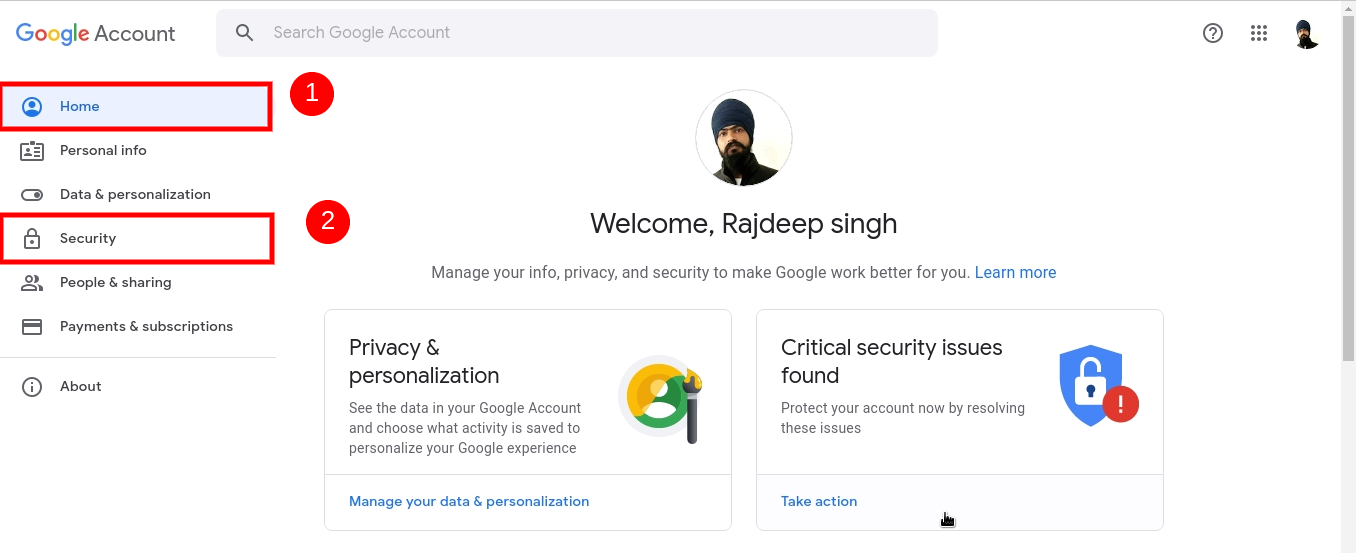 Google Account
Search Google Account
Home
1
Personal info
Data & personalization
Security
2
People & sharing
Payments & subscriptions
About
Welcome, Rajdeep singh
Manage your info, privacy, and security to make Google work better for you. Learn more
Privacy &
personalization
See the data in your Google Account
and choose what activity is saved to
personalize your Google experience
Manage your data & personalization
Critical security issues
found
Protect your account now by resolving
these issues
Take action